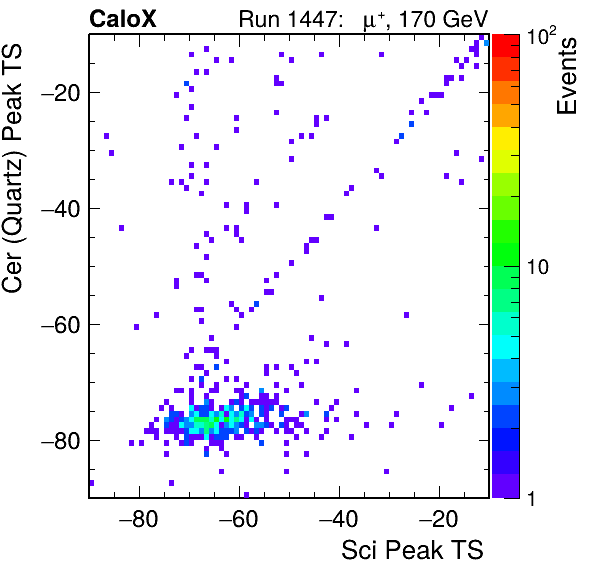 CaloX Run 1447: μ⁺, 170 GeV
Cer (Quartz) Peak TS
−20
−40
−60
−80
−80 −60 −40 −20
Sci Peak TS
10²
10
1
Events